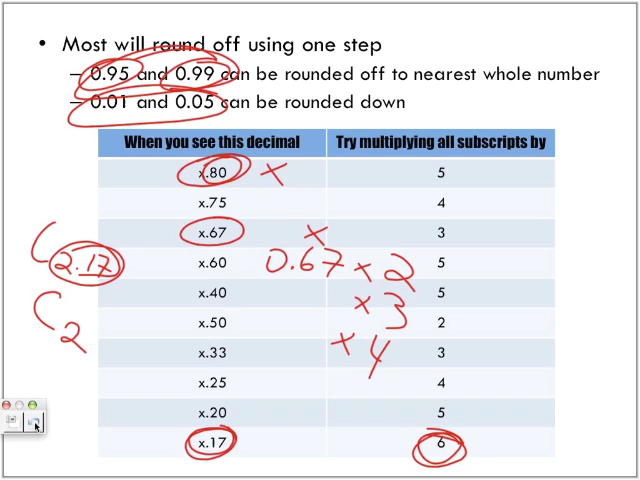 • Most will round off using one step
– 0.95 and 0.99 can be rounded off to nearest whole number
– 0.01 and 0.05 can be rounded down
When you see this decimal Try multiplying all subscripts by
x.80 × 5
x.75 4
x.67 × 3
C 2.17 x.60 0.67 × 2 5
x.40 × 3 5
C 2 x.50 2
x.33 × 4 3
x.25 4
x.20 5
x.17 6